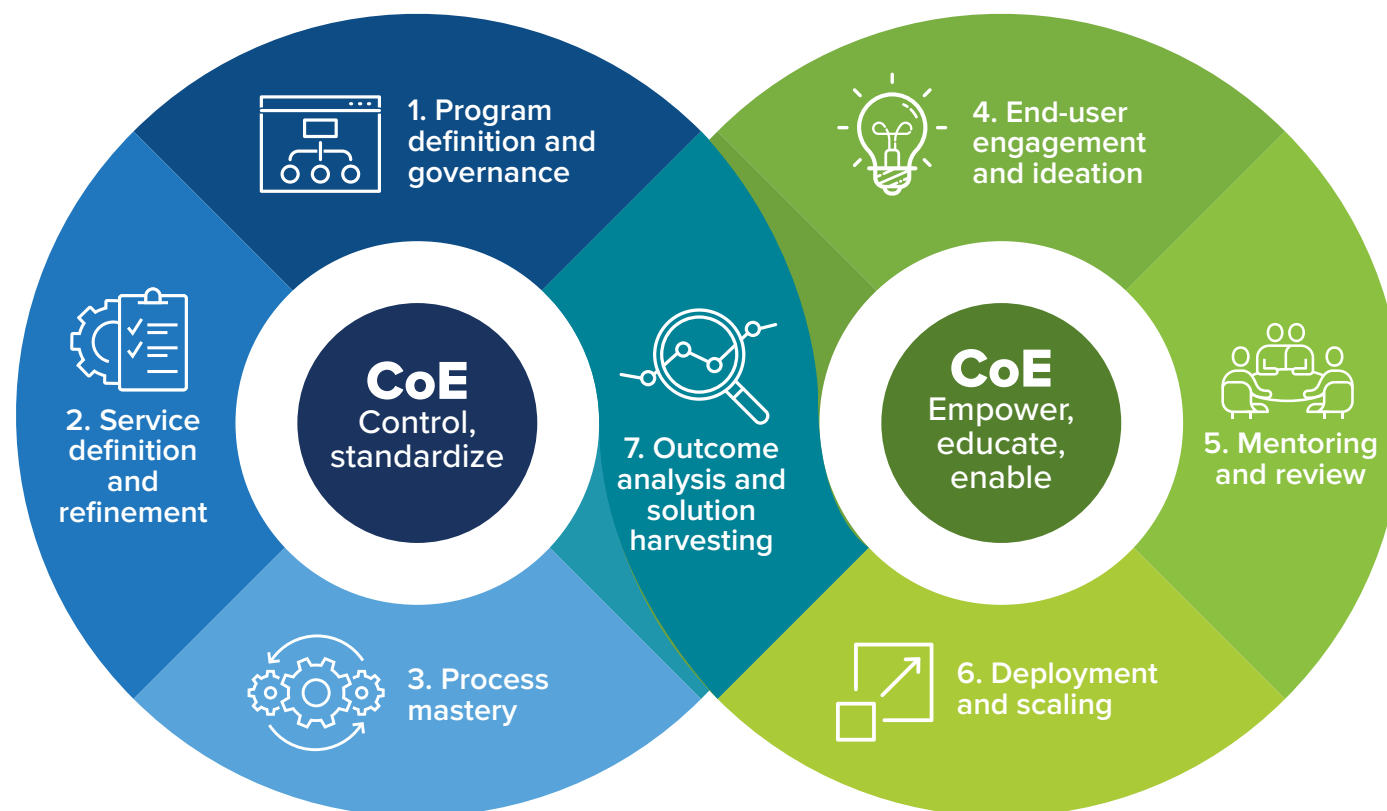 1. Program
definition and
governance
2. Service
definition
and
refinement
3. Process
mastery
CoE
Control,
standardize
7. Outcome
analysis and
solution
harvesting
4. End-user
engagement
and ideation
CoE
Empower,
educate,
enable
5. Mentoring
and review
6. Deployment
and scaling